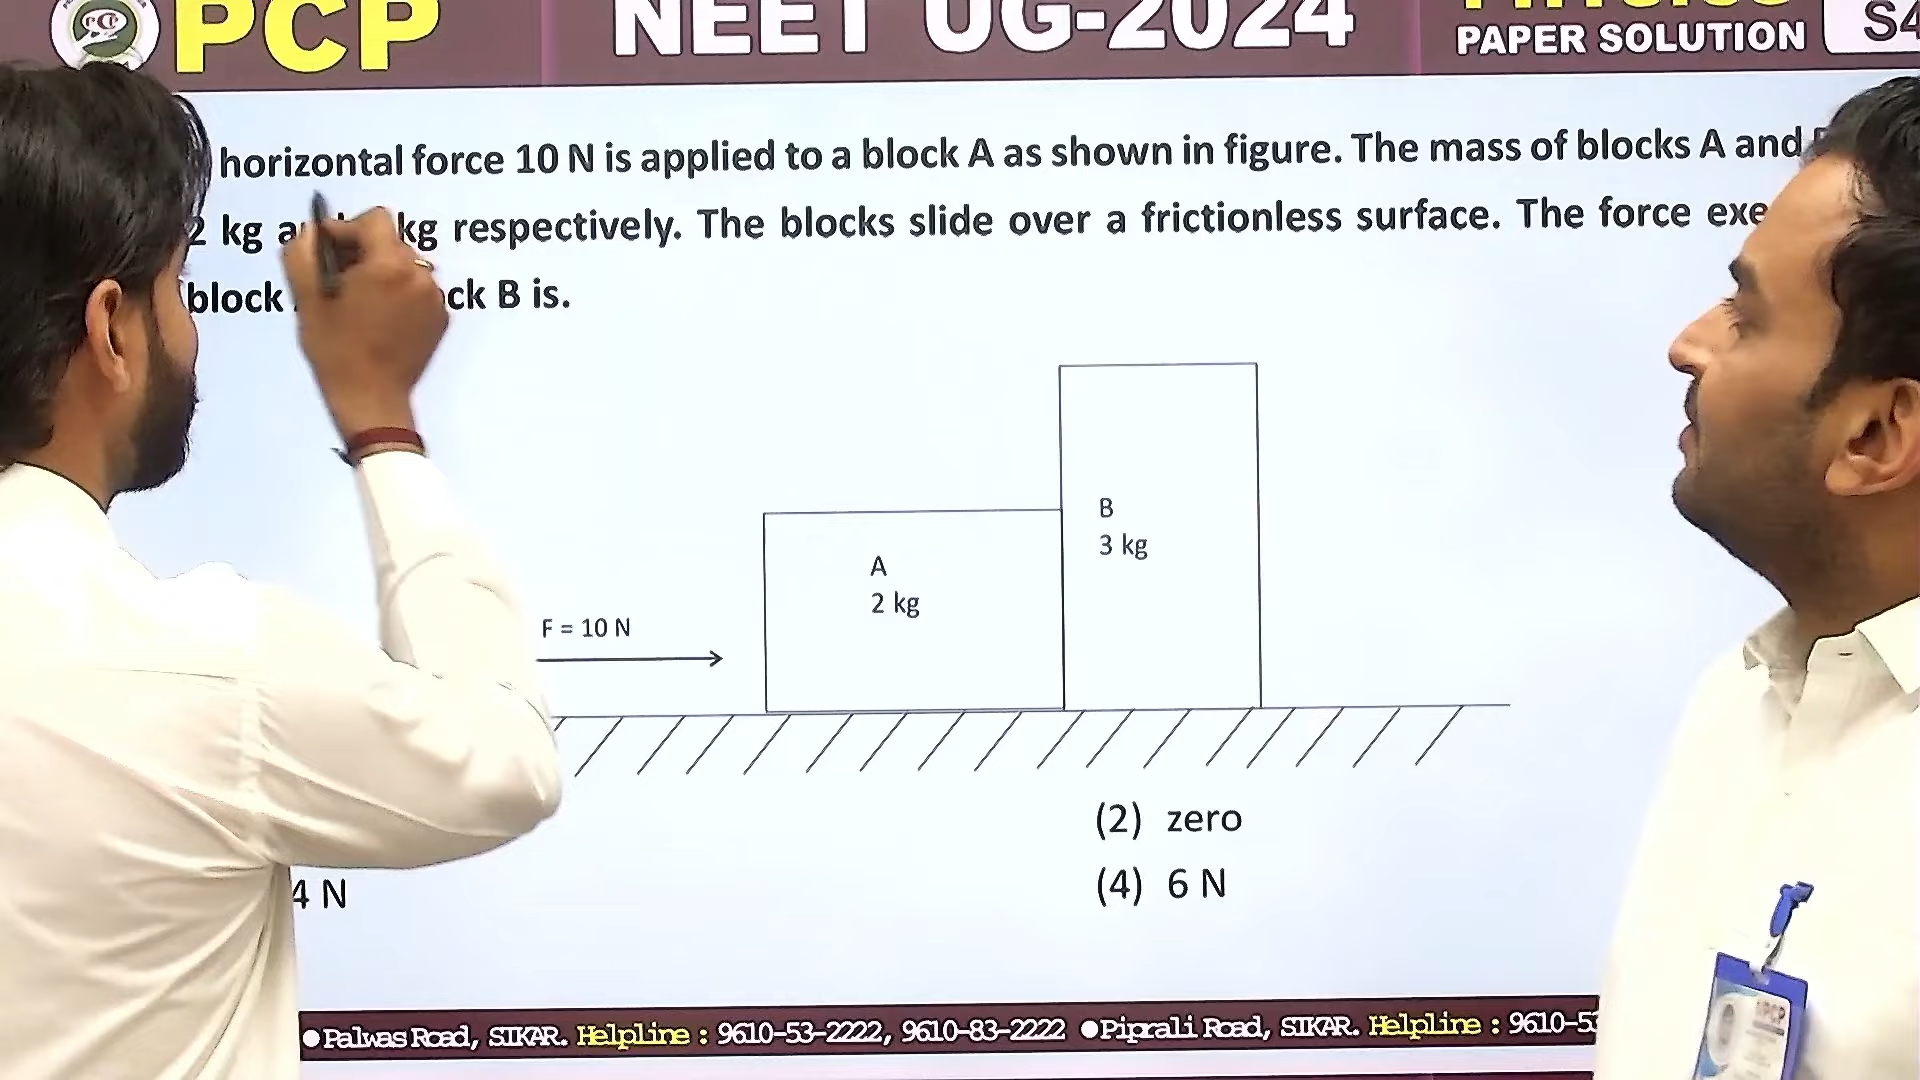 PCP
NEET UG-2024
PAPER SOLUTION
S4
horizontal force 10 N is applied to a block A as shown in figure. The mass of blocks A and
2 kg kg respectively. The blocks slide over a frictionless surface. The force exe
block ck B is.
B
3 kg
A
2 kg
F = 10 N
(2) zero
4 N
(4) 6 N
●Palwas Road, SIKAR. Helpline : 9610-53-2222, 9610-83-2222 ●Piprali Road, SIKAR. Helpline : 9610-53